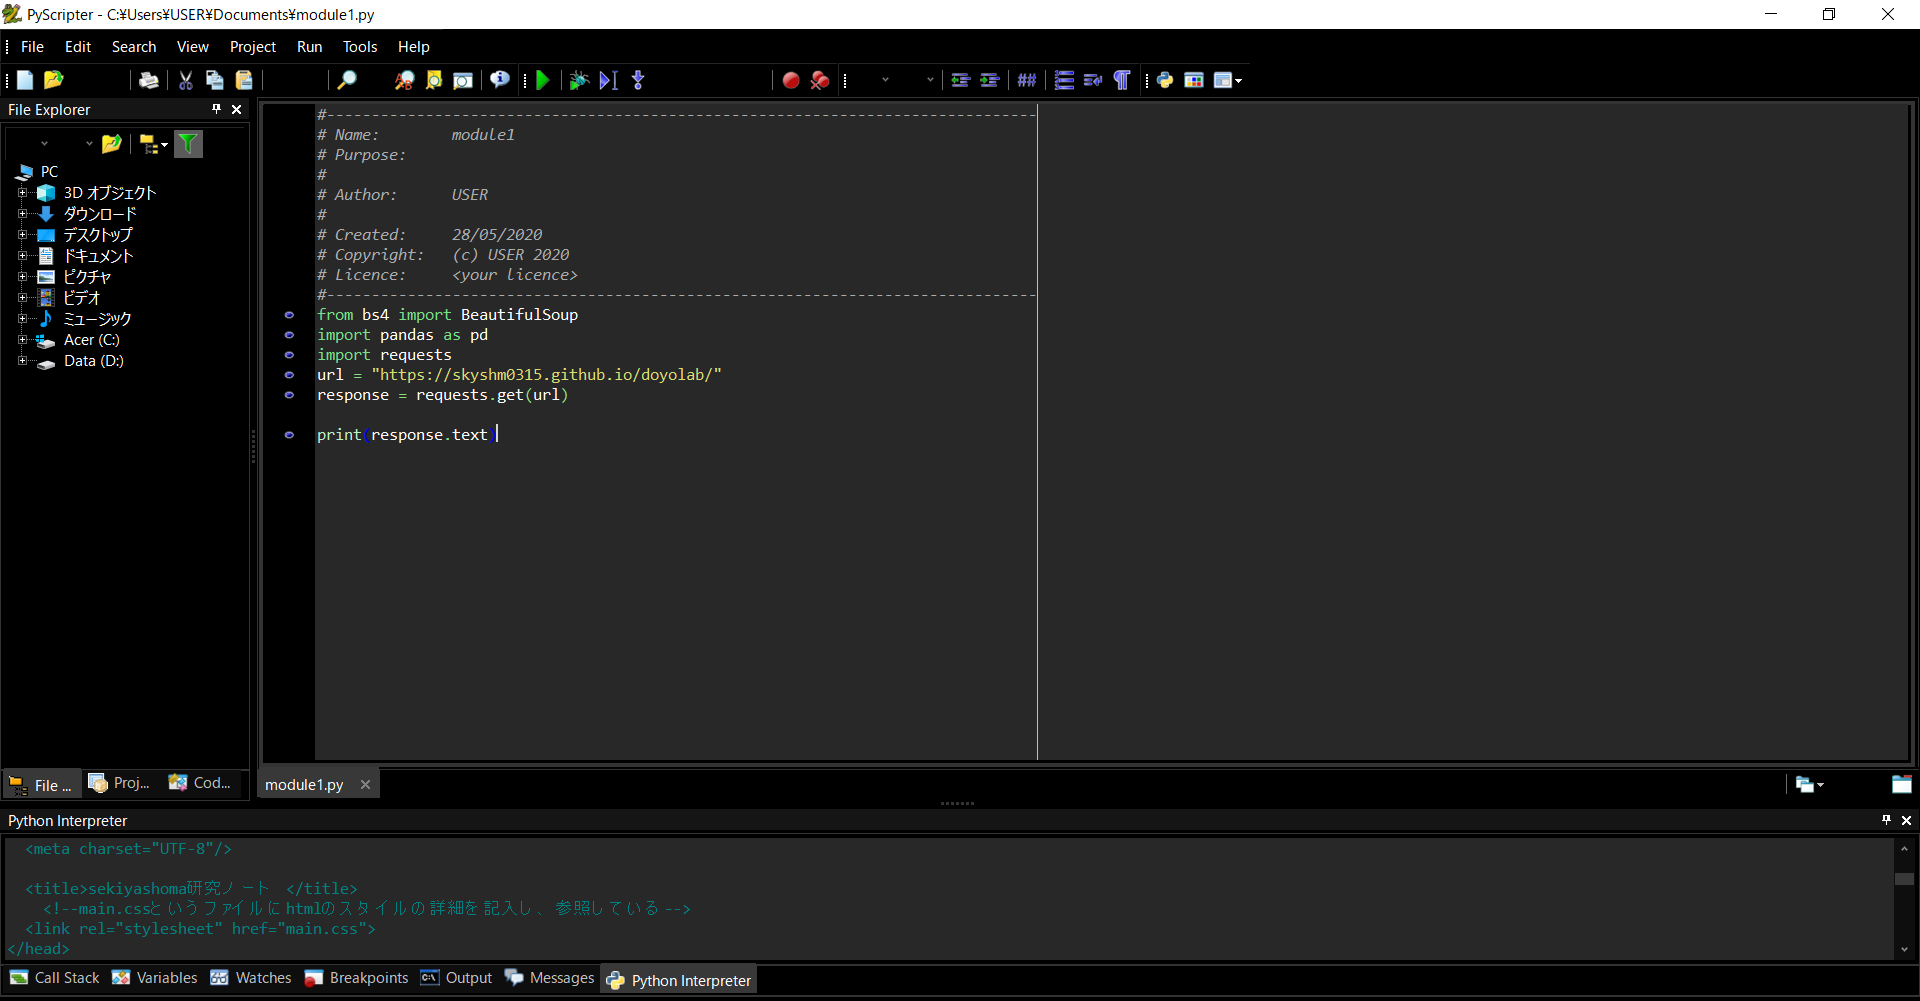 PyScripter - C:¥Users¥USER¥Documents¥module1.py
File Edit Search View Project Run Tools Help
File Explorer
PC
3D オブジェクト
ダウンロード
デスクトップ
ドキュメント
ピクチャ
ビデオ
ミュージック
Acer (C:)
Data (D:)
File ... Proj... Cod...
#-------------------------------------------------------------------------------
# Name:        module1
# Purpose:
#
# Author:      USER
#
# Created:     28/05/2020
# Copyright:   (c) USER 2020
# Licence:     <your licence>
#-------------------------------------------------------------------------------
from bs4 import BeautifulSoup
import pandas as pd
import requests
url = "https://skyshm0315.github.io/doyolab/"
response = requests.get(url)
print(response.text)
module1.py
Python Interpreter
<meta charset="UTF-8"/>
<title>sekiyashoma研究ノート </title>
<!--main.cssというファイルにhtmlのスタイルの詳細を記入し、参照している-->
<link rel="stylesheet" href="main.css">
</head>
Call Stack Variables Watches Breakpoints Output Messages Python Interpreter